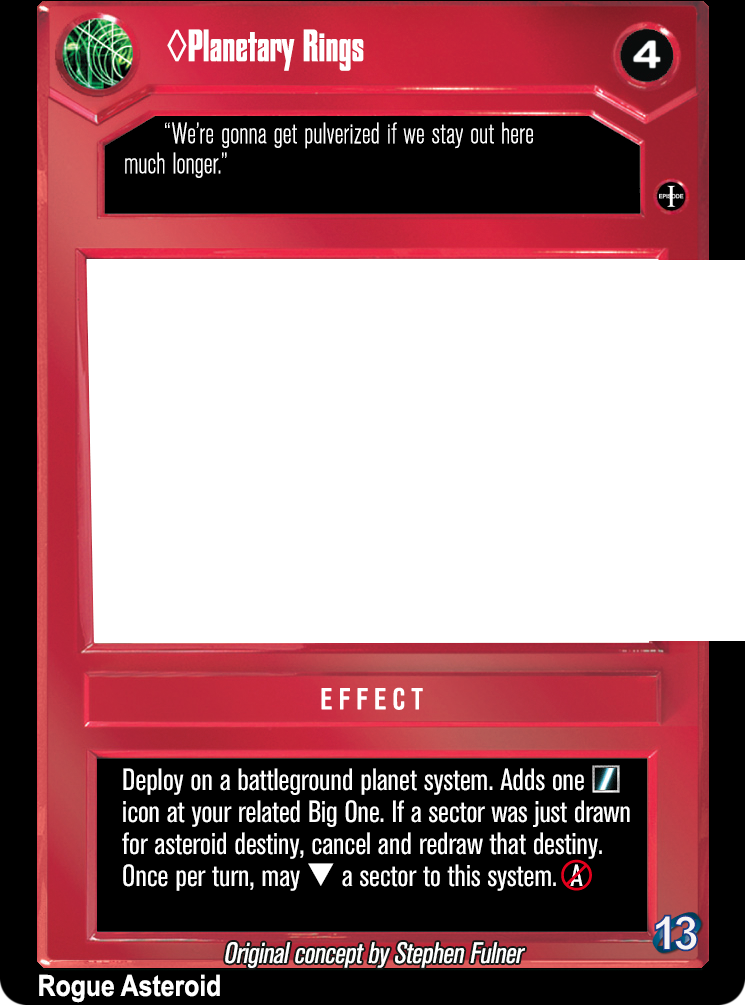 ◊Planetary Rings
4
“We're gonna get pulverized if we stay out here
much longer.”
EPISODE I
EFFECT
Deploy on a battleground planet system. Adds one
icon at your related Big One. If a sector was just drawn
for asteroid destiny, cancel and redraw that destiny.
Once per turn, may ▼ a sector to this system. A
13
Original concept by Stephen Fulner
Rogue Asteroid